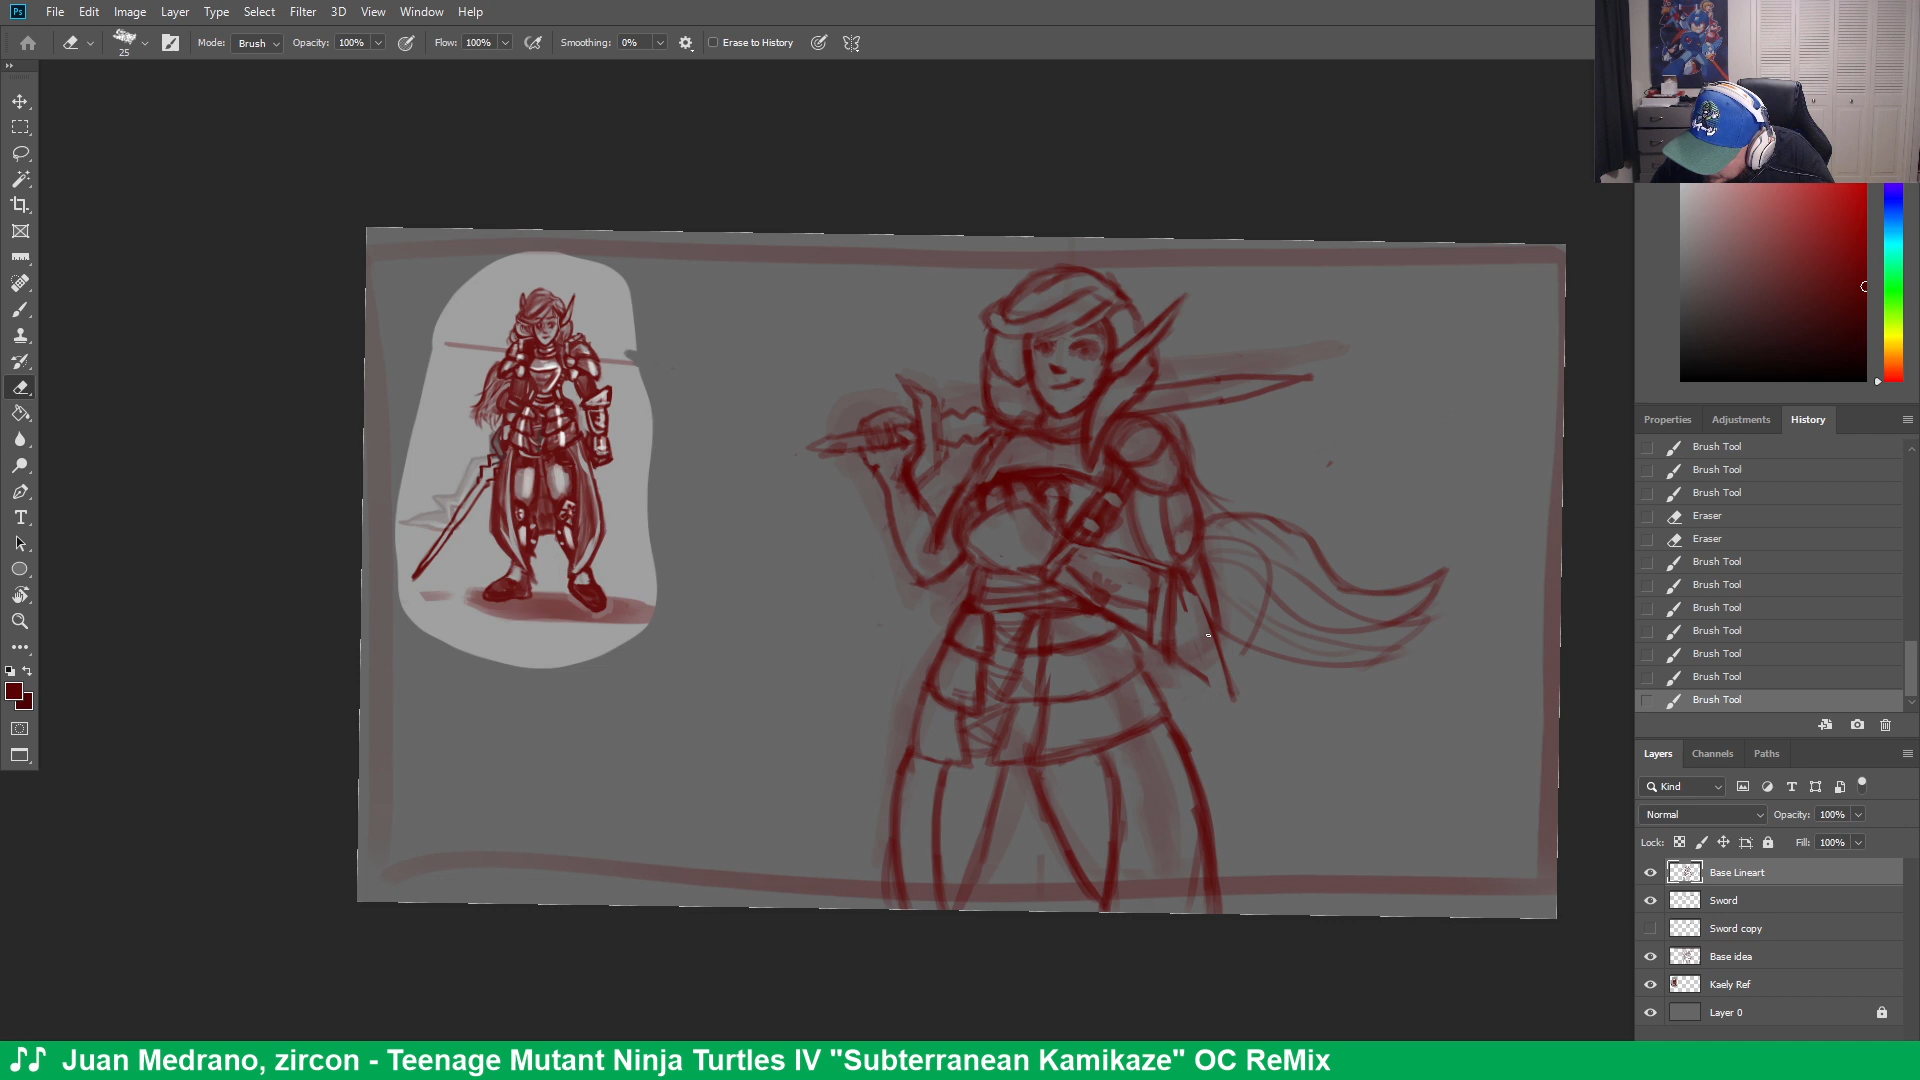 Ps File Edit Image Layer Type Select Filter 3D View Window Help
25 Mode: Brush Opacity: 100% Flow: 100% Smoothing: 0% Erase to History
Properties Adjustments History
Brush Tool
Brush Tool
Brush Tool
Eraser
Eraser
Brush Tool
Brush Tool
Brush Tool
Brush Tool
Brush Tool
Brush Tool
Brush Tool
Layers Channels Paths
Kind
Normal Opacity: 100%
Lock: Fill: 100%
Base Lineart
Sword
Sword copy
Base idea
Kaely Ref
Layer 0
Juan Medrano, zircon - Teenage Mutant Ninja Turtles IV "Subterranean Kamikaze" OC ReMix